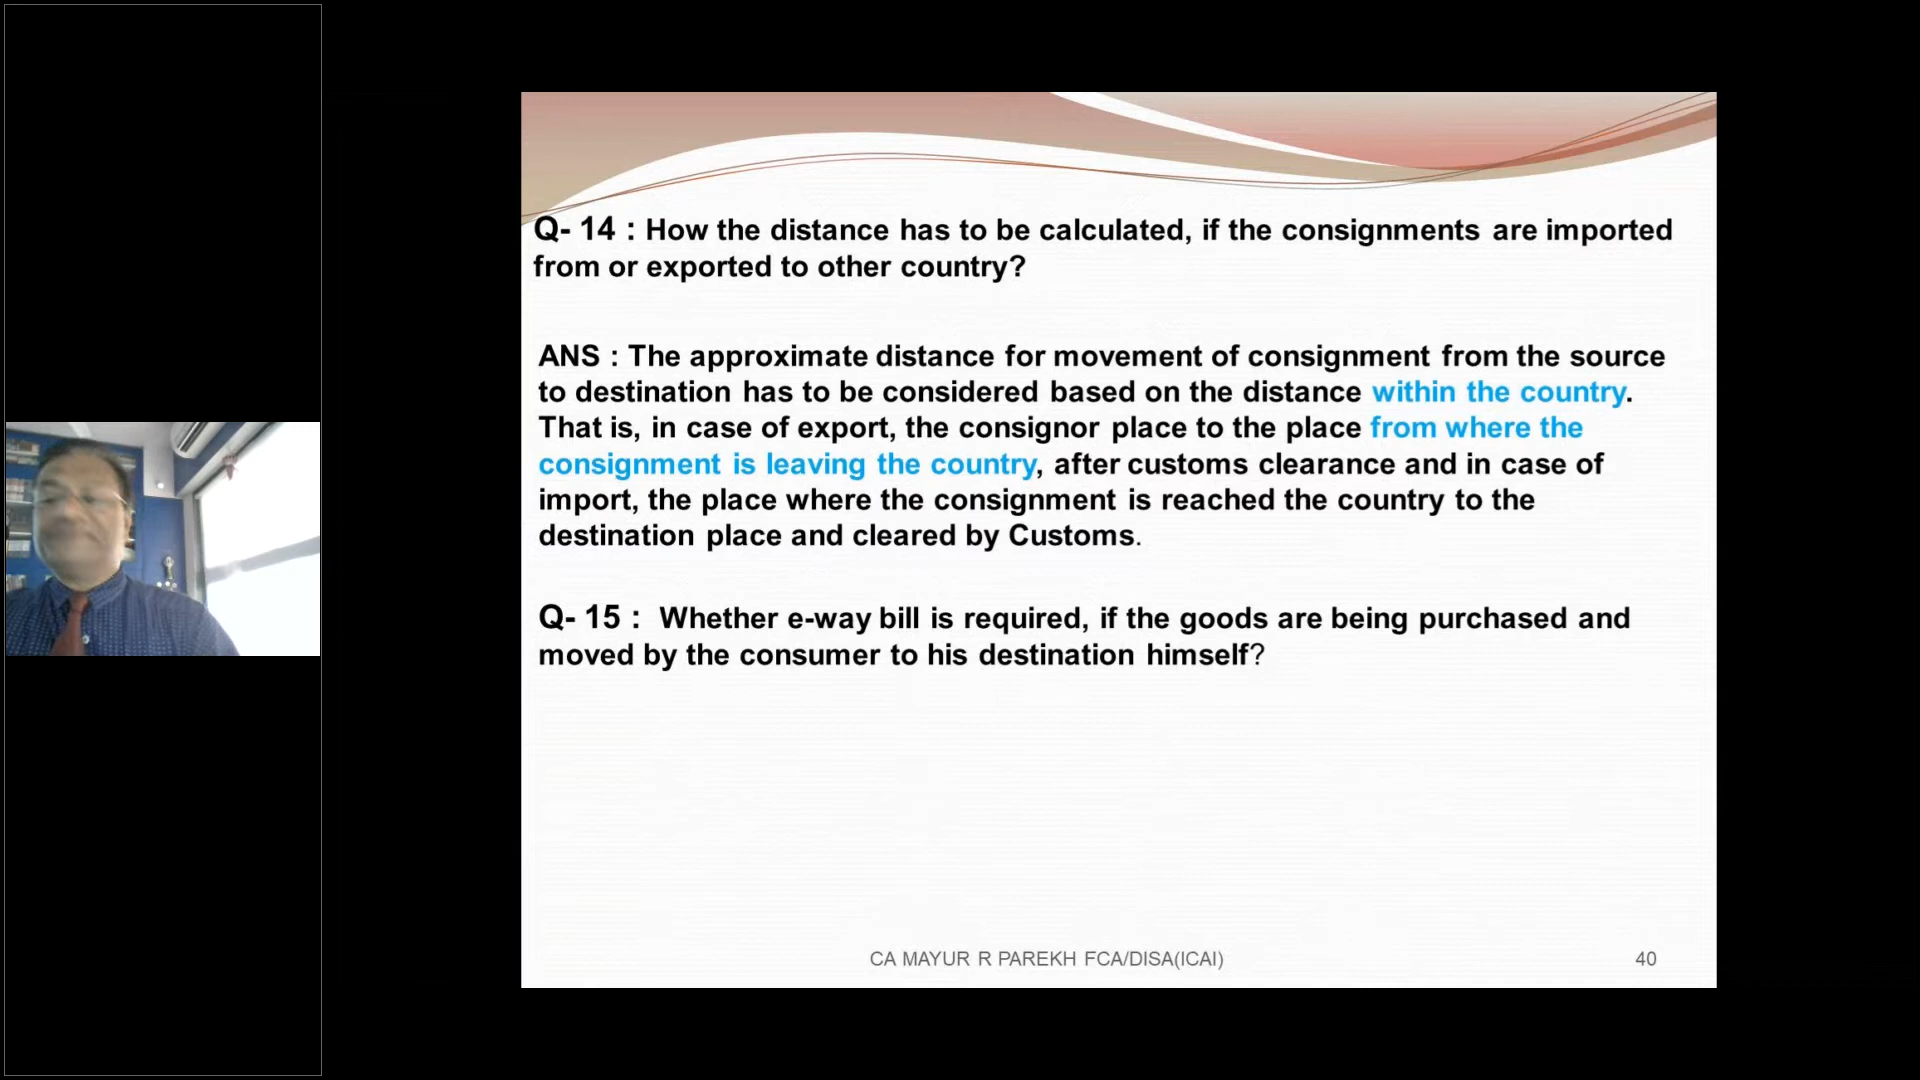 Q- 14 : How the distance has to be calculated, if the consignments are imported
from or exported to other country?
ANS : The approximate distance for movement of consignment from the source
to destination has to be considered based on the distance within the country.
That is, in case of export, the consignor place to the place from where the
consignment is leaving the country, after customs clearance and in case of
import, the place where the consignment is reached the country to the
destination place and cleared by Customs.
Q- 15 : Whether e-way bill is required, if the goods are being purchased and
moved by the consumer to his destination himself?
CA MAYUR R PAREKH FCA/DISA(ICAI)
40